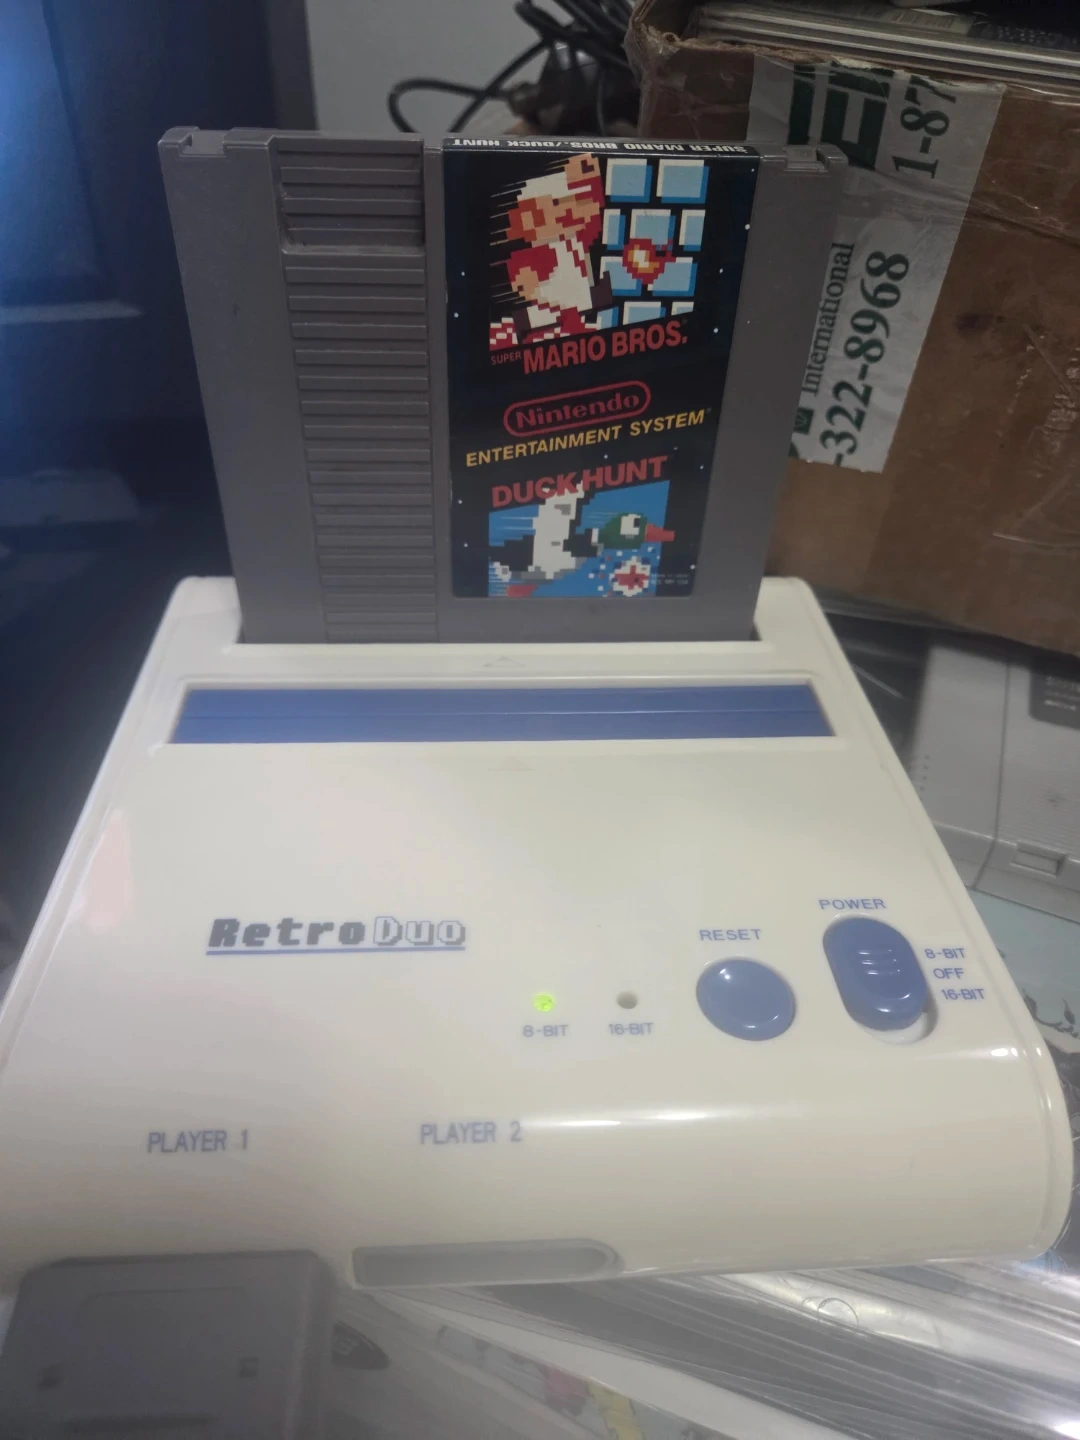 SUPER MARIO BROS./DUCK HUNT
SUPER MARIO BROS.
Nintendo
ENTERTAINMENT SYSTEM
DUCK HUNT
1-87
International
-322-8968
RetroDuo
8-BIT
16-BIT
RESET
POWER
8-BIT
OFF
16-BIT
PLAYER 1
PLAYER 2